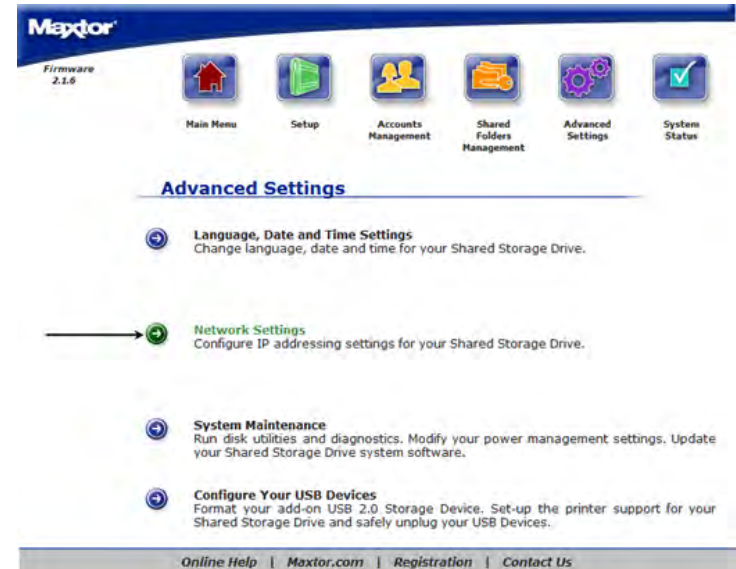 Maxtor
Firmware
2.1.6
Main Menu
Setup
Accounts
Management
Shared
Folders
Management
Advanced
Settings
System
Status
Advanced Settings
Language, Date and Time Settings
Change language, date and time for your Shared Storage Drive.
Network Settings
Configure IP addressing settings for your Shared Storage Drive.
System Maintenance
Run disk utilities and diagnostics. Modify your power management settings. Update
your Shared Storage Drive system software.
Configure Your USB Devices
Format your add-on USB 2.0 Storage Device. Set-up the printer support for your
Shared Storage Drive and safely unplug your USB Devices.
Online Help | Maxtor.com | Registration | Contact Us